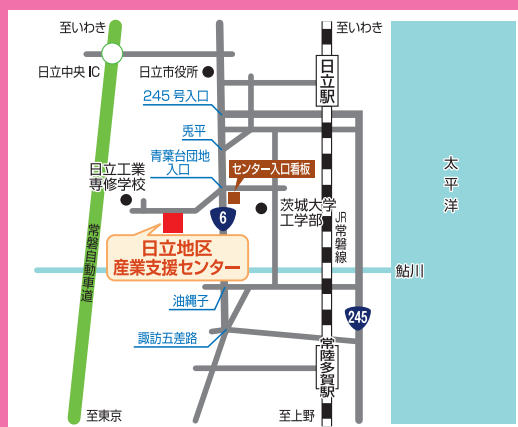 至いわき
至いわき
日立中央IC
日立市役所
日立駅
245号入口
兎平
青葉台団地
入口
センター入口看板
太平洋
日立工業
専修学校
茨城大学
工学部
6
JR常磐線
日立地区
産業支援センター
常磐自動車道
鮎川
油縄子
245
諏訪五差路
常陸多賀駅
至東京
至上野